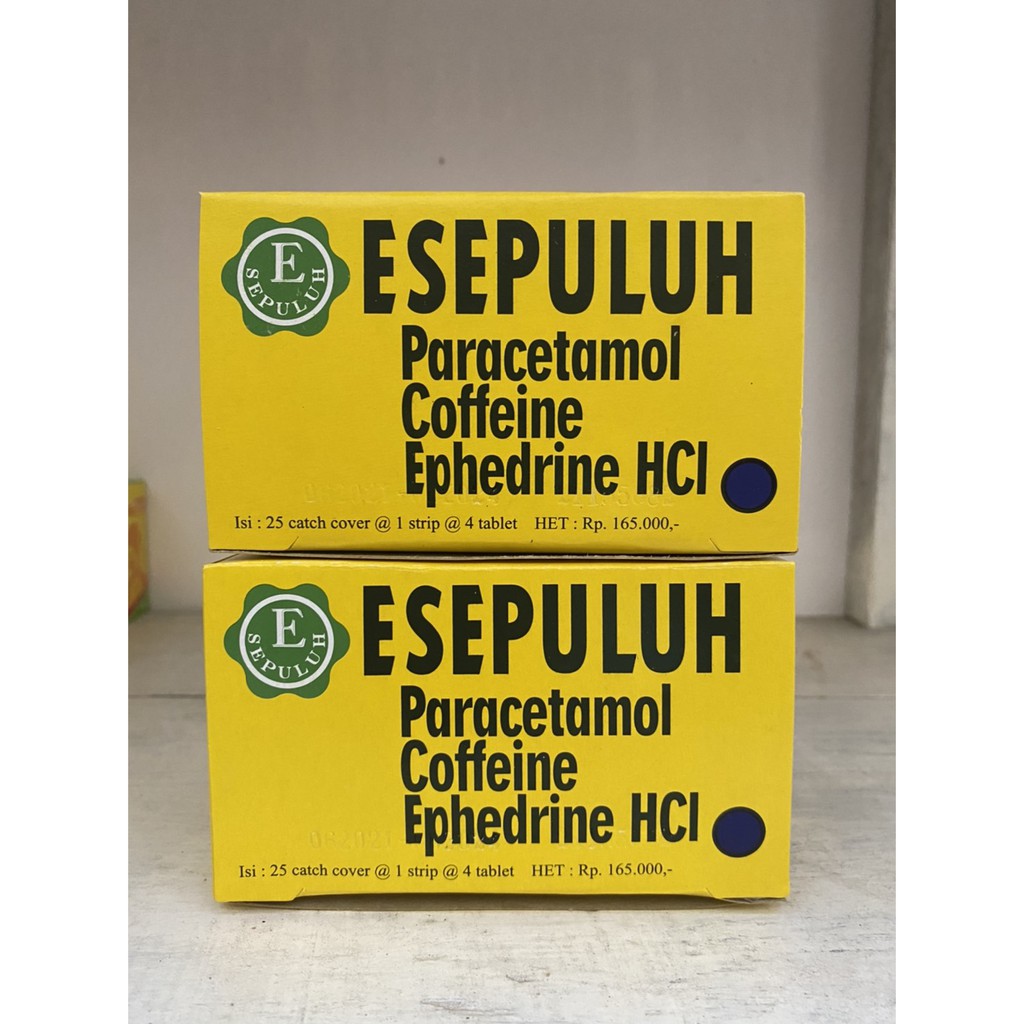 E
SEPULUH
ESEPULUH
Paracetamol
Coffeine
Ephedrine HCl
Isi : 25 catch cover @ 1 strip @ 4 tablet HET : Rp. 165.000,-
E
SEPULUH
ESEPULUH
Paracetamol
Coffeine
Ephedrine HCl
Isi : 25 catch cover @ 1 strip @ 4 tablet HET : Rp. 165.000,-